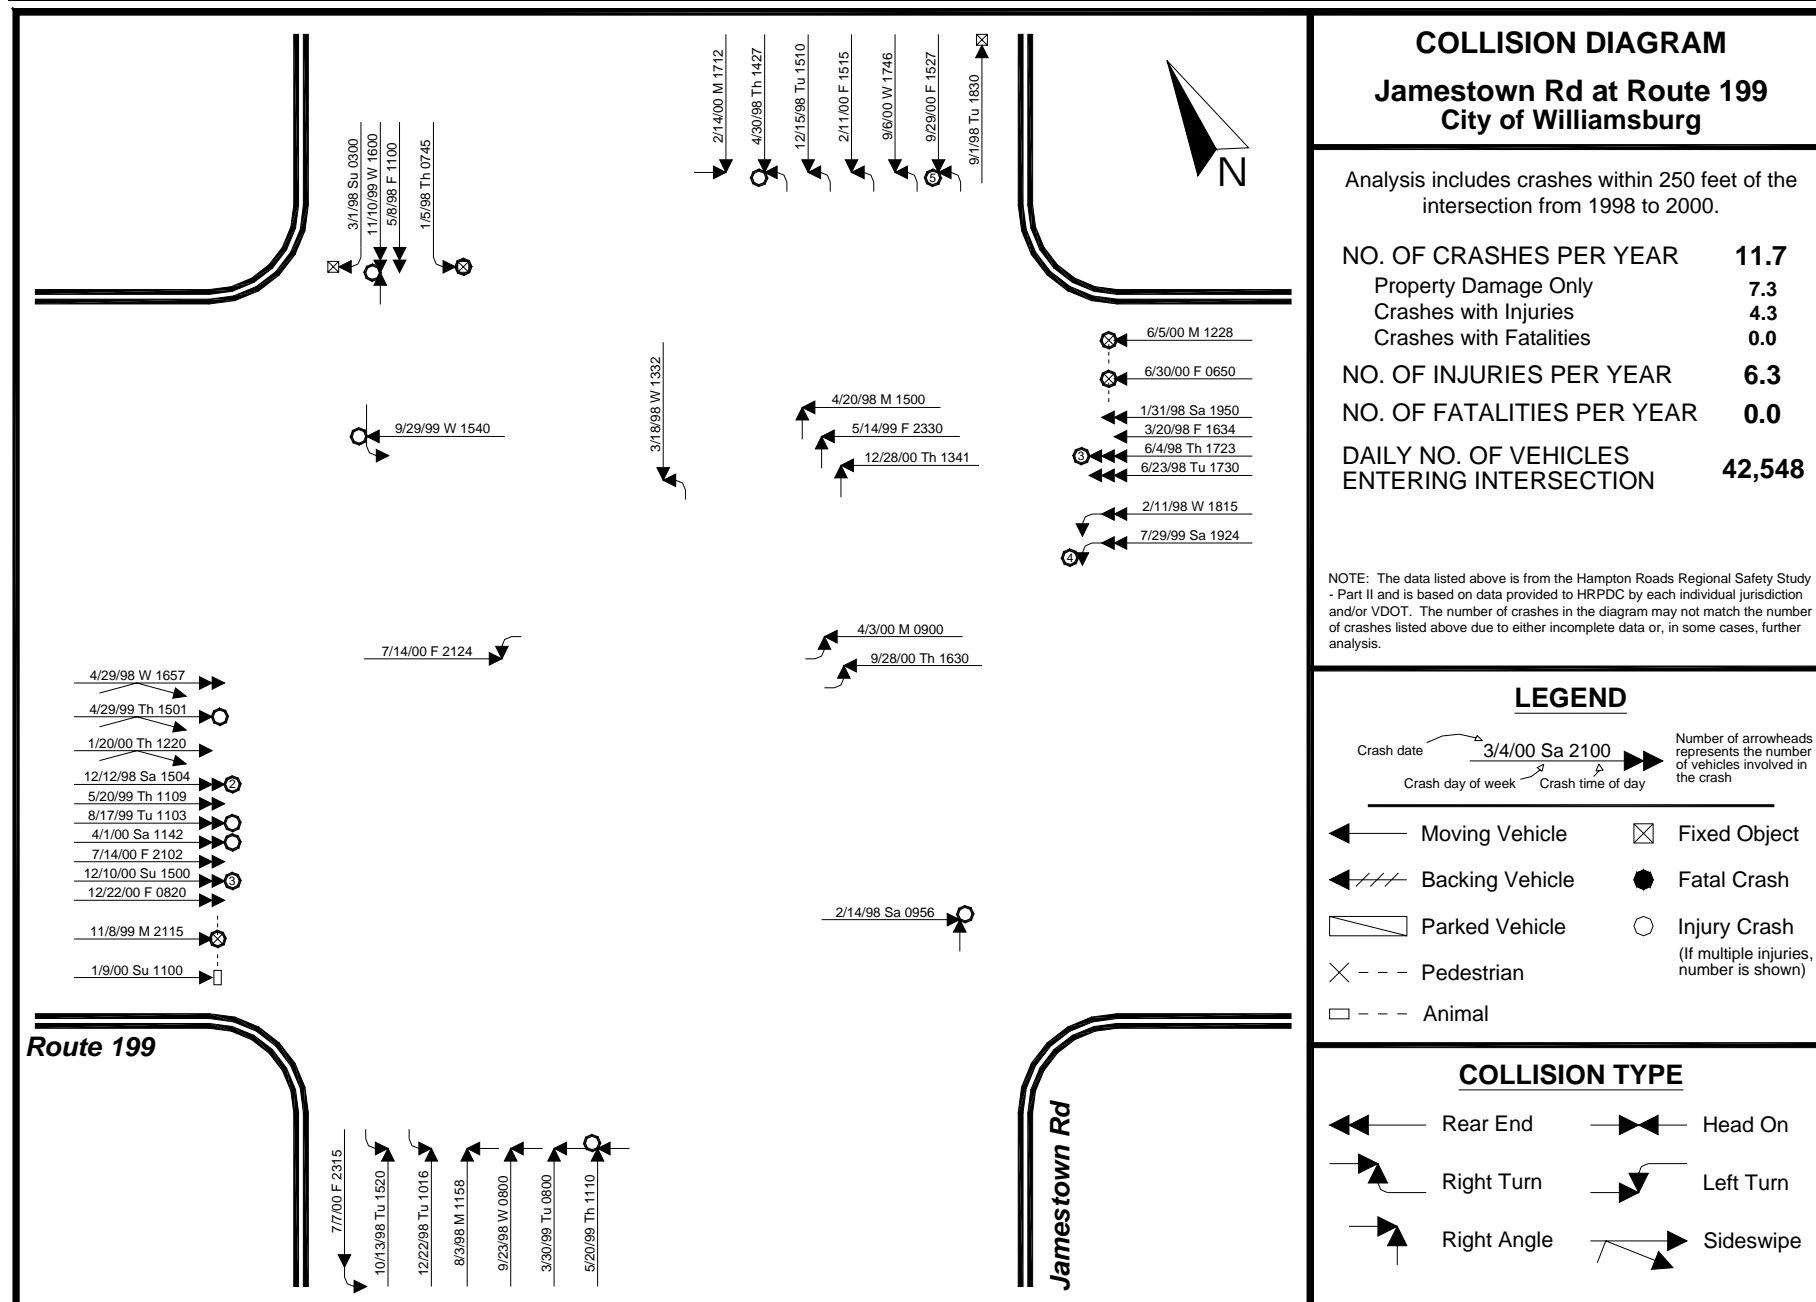 COLLISION DIAGRAM
Jamestown Rd at Route 199
City of Williamsburg
Analysis includes crashes within 250 feet of the
intersection from 1998 to 2000.
NO. OF CRASHES PER YEAR 11.7
Property Damage Only 7.3
Crashes with Injuries 4.3
Crashes with Fatalities 0.0
NO. OF INJURIES PER YEAR 6.3
NO. OF FATALITIES PER YEAR 0.0
DAILY NO. OF VEHICLES
ENTERING INTERSECTION 42,548
NOTE: The data listed above is from the Hampton Roads Regional Safety Study
- Part II and is based on data provided to HRPDC by each individual jurisdiction
and/or VDOT. The number of crashes in the diagram may not match the number
of crashes listed above due to either incomplete data or, in some cases, further
analysis.
LEGEND
Crash date
3/4/00 Sa 2100
Crash day of week
Crash time of day
Number of arrowheads
represents the number
of vehicles involved in
the crash
Moving Vehicle
Fixed Object
Backing Vehicle
Fatal Crash
Parked Vehicle
Injury Crash
(If multiple injuries,
number is shown)
Pedestrian
Animal
COLLISION TYPE
Rear End
Head On
Right Turn
Left Turn
Right Angle
Sideswipe
N
3/1/98 Su 0300
11/10/99 W 1600
5/8/98 F 1100
1/5/98 Th 0745
2/14/00 M 1712
4/30/98 Th 1427
12/15/98 Tu 1510
2/11/00 F 1515
9/6/00 W 1746
9/29/00 F 1527
5
9/1/98 Tu 1830
6/5/00 M 1228
6/30/00 F 0650
1/31/98 Sa 1950
3/20/98 F 1634
6/4/98 Th 1723
3
6/23/98 Tu 1730
2/11/98 W 1815
7/29/99 Sa 1924
4
9/29/99 W 1540
3/18/98 W 1332
4/20/98 M 1500
5/14/99 F 2330
12/28/00 Th 1341
7/14/00 F 2124
4/3/00 M 0900
9/28/00 Th 1630
4/29/98 W 1657
4/29/99 Th 1501
1/20/00 Th 1220
12/12/98 Sa 1504
2
5/20/99 Th 1109
8/17/99 Tu 1103
4/1/00 Sa 1142
7/14/00 F 2102
12/10/00 Su 1500
3
12/22/00 F 0820
11/8/99 M 2115
1/9/00 Su 1100
2/14/98 Sa 0956
Route 199
7/7/00 F 2315
10/13/98 Tu 1520
12/22/98 Tu 1016
8/3/98 M 1158
9/23/98 W 0800
3/30/99 Tu 0800
5/20/99 Th 1110
Jamestown Rd